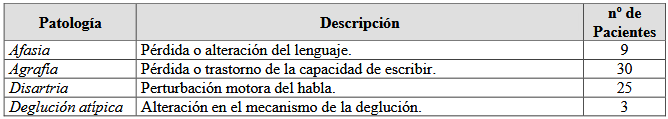 Patología Descripción nº de Pacientes
Afasia Pérdida o alteración del lenguaje. 9
Agrafía Pérdida o trastorno de la capacidad de escribir. 30
Disartria Perturbación motora del habla. 25
Deglución atípica Alteración en el mecanismo de la deglución. 3